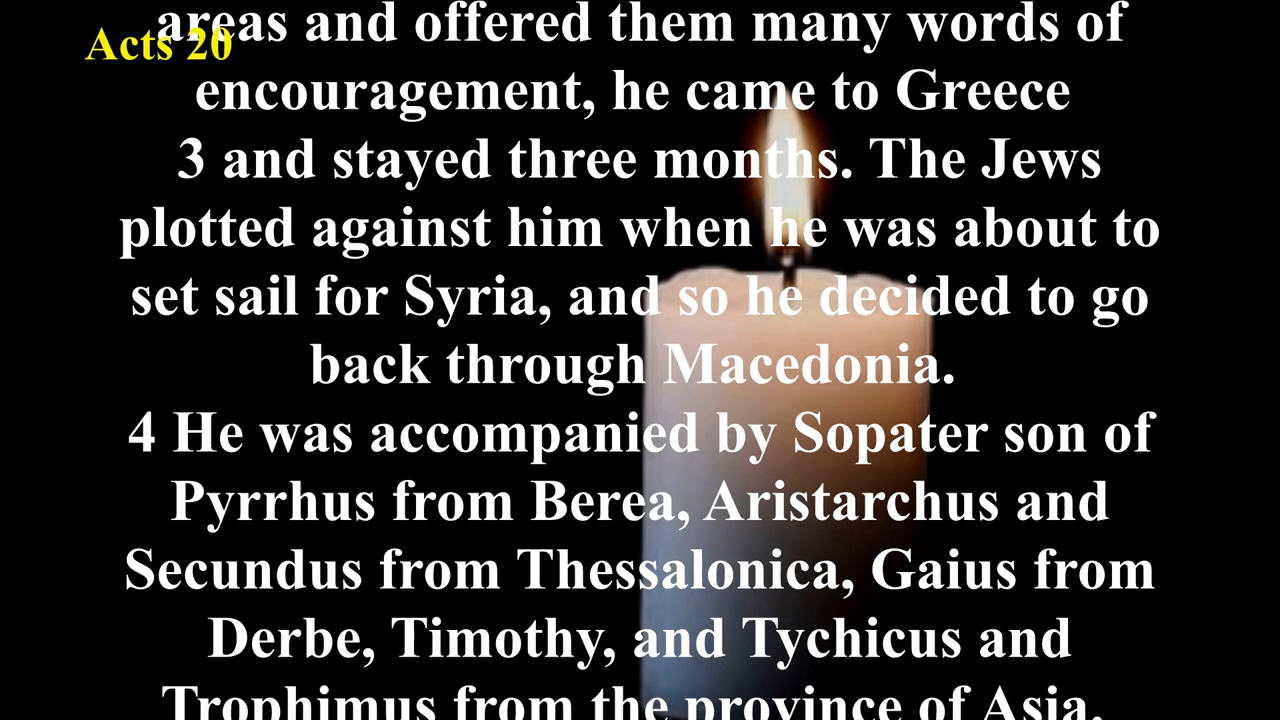 areas and offered them many words of
Acts 20
encouragement, he came to Greece
3 and stayed three months. The Jews
plotted against him when he was about to
set sail for Syria, and so he decided to go
back through Macedonia.
4 He was accompanied by Sopater son of
Pyrrhus from Berea, Aristarchus and
Secundus from Thessalonica, Gaius from
Derbe, Timothy, and Tychicus and
Trophimus from the province of Asia.